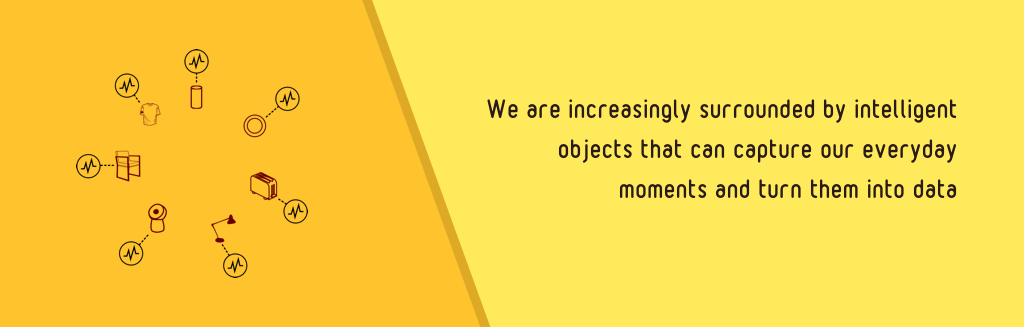 We are increasingly surrounded by intelligent
objects that can capture our everyday
moments and turn them into data